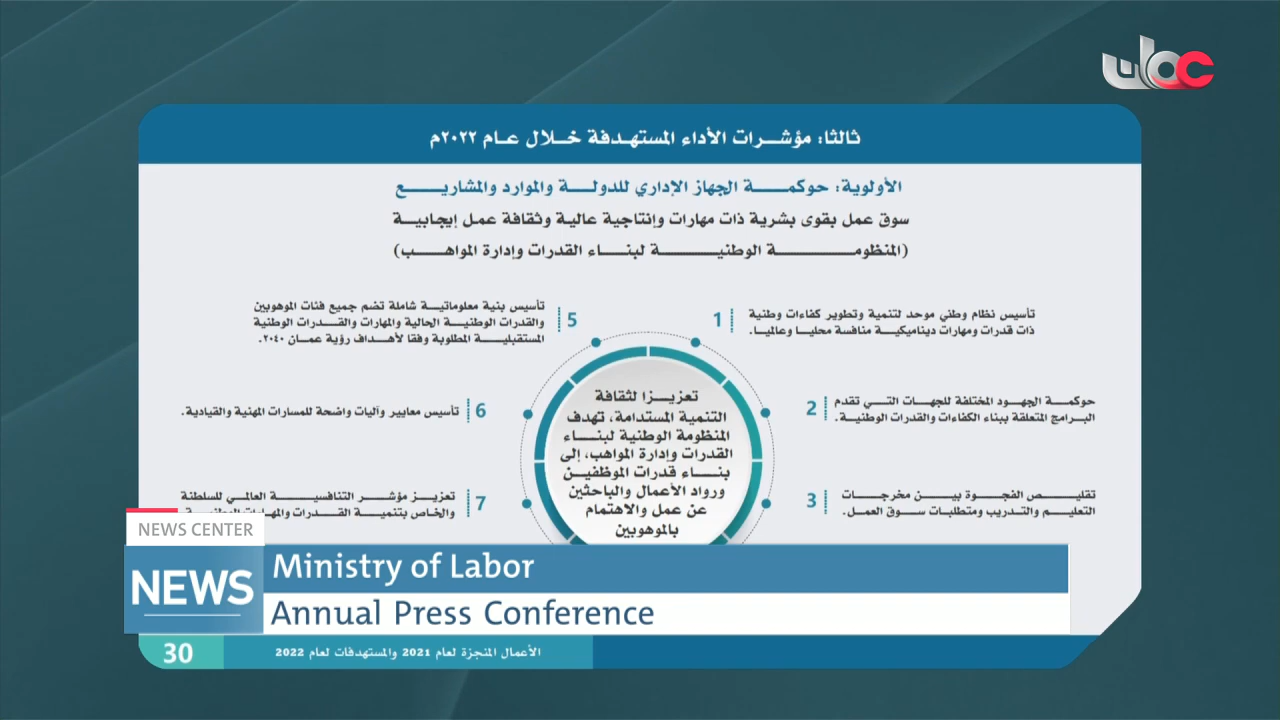 عمان
ثالثا: مؤشرات الأداء المستهدفة خلال عام ٢٠٢٢م
الأولوية: حوكمة الجهاز الإداري للدولة والموارد والمشاريع
سوق عمل بقوى بشرية ذات مهارات وإنتاجية عالية وثقافة عمل إيجابية
(المنظومة الوطنية لبناء القدرات وإدارة المواهب)
1
تأسيس نظام وطني موحد لتنمية وتطوير كفاءات وطنية
ذات قدرات ومهارات ديناميكية منافسة محليا وعالميا.
2
حوكمة الجهود المختلفة للجهات التي تقدم
البرامج المتعلقة ببناء الكفاءات والقدرات الوطنية.
3
تقليص الفجوة بين مخرجات
التعليم والتدريب ومتطلبات سوق العمل.
5
تأسيس بنية معلوماتية شاملة تضم جميع فئات الموهوبين
والقدرات الوطنية الحالية والمهارات والقدرات الوطنية
المستقبلية المطلوبة وفقا لأهداف رؤية عمان ٢٠٤٠.
6
تأسيس معايير وآليات واضحة للمسارات المهنية والقيادية.
7
تعزيز مؤشر التنافسية العالمي للسلطنة
والخاص بتنمية القدرات
تعزيزا لثقافة
التنمية المستدامة، تهدف
المنظومة الوطنية لبناء
القدرات وإدارة المواهب، إلى
بناء قدرات الموظفين
ورواد الأعمال والباحثين
عن عمل والاهتمام
بالموهوبين
NEWS CENTER
NEWS
Ministry of Labor
Annual Press Conference
30
الأعمال المنجزة لعام 2021 والمستهدفات لعام 2022